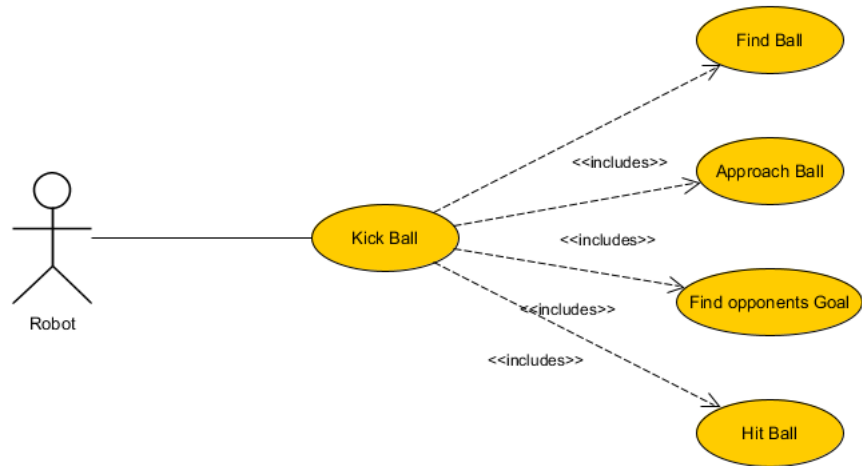 Find Ball
<<includes>>
Approach Ball
Kick Ball
<<includes>>
Find opponents Goal
<<includes>>
Robot
<<includes>>
Hit Ball